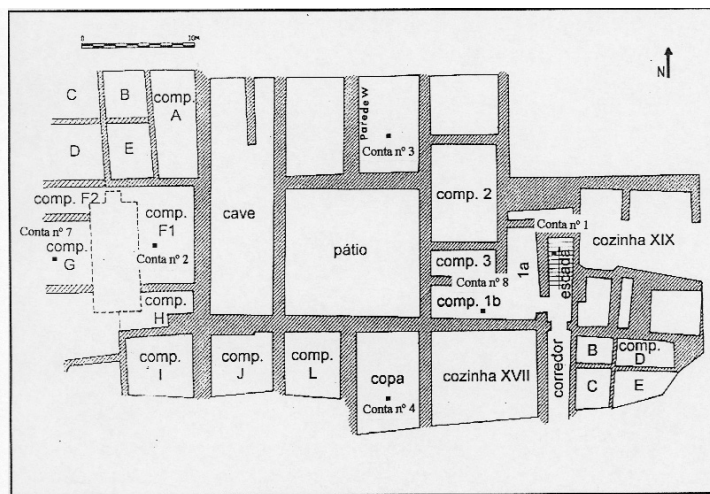 0
10m
N
C
B
comp.
A
Parede W
Conta nº 3
D
E
comp. 2
comp. F2
comp.
F1
cave
Conta nº 1
cozinha XIX
Conta nº 7
comp.
G
Conta nº 2
pátio
comp. 3
1a
escada
Conta nº 8
comp. 1b
comp.
H
comp.
I
comp.
J
comp.
L
copa
Conta nº 4
cozinha XVII
corredor
B
comp.
D
C
E